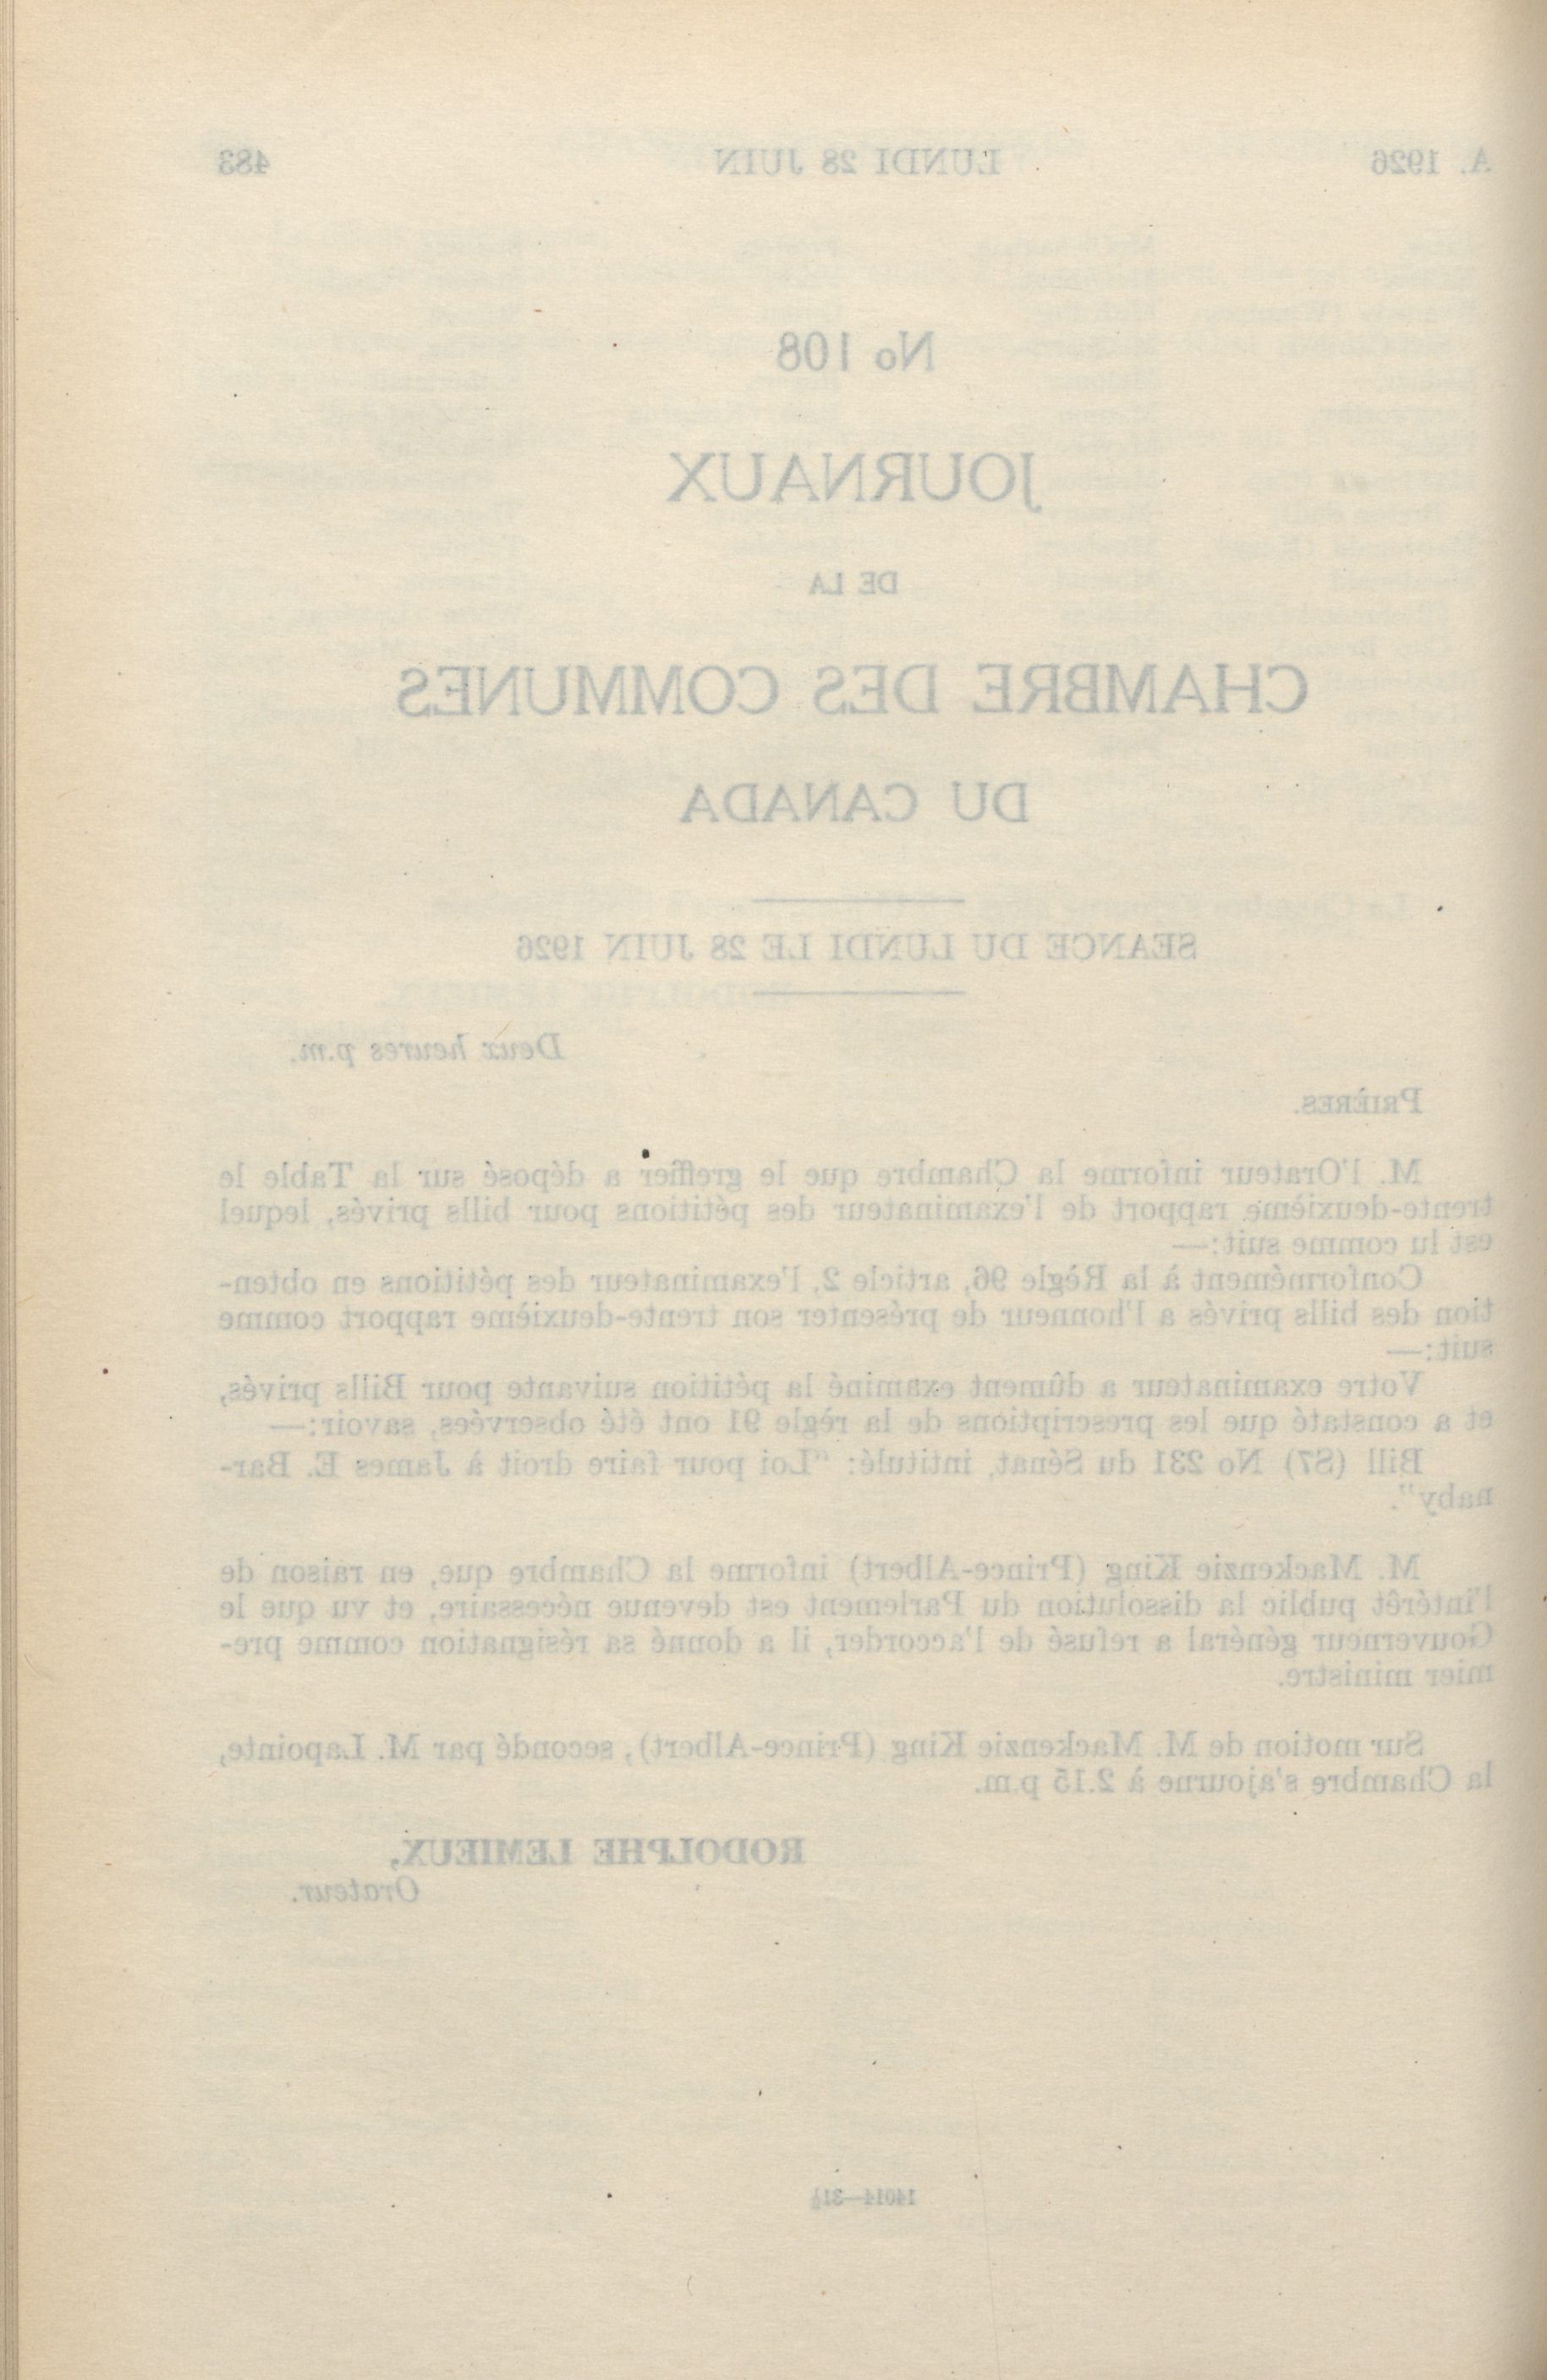 A. 1926 LUNDI 28 JUIN 483
No 108
JOURNAUX
DE LA
CHAMBRE DES COMMUNES
DU CANADA
SEANCE DU LUNDI LE 28 JUIN 1926
Deux heures p.m.
PRIÈRES.
M. l'Orateur informe la Chambre que le greffier a déposé sur la Table le
trente-deuxième rapport de l'examinateur des pétitions pour bills privés, lequel
est lu comme suit:—
Conformément à la Règle 96, article 2, l'examinateur des pétitions en obten-
tion des bills privés a l'honneur de présenter son trente-deuxième rapport comme
suit:—
Votre examinateur a dûment examiné la pétition suivante pour Bills privés,
et a constaté que les prescriptions de la règle 91 ont été observées, savoir:—
Bill (S7) No 231 du Sénat, intitulé: "Loi pour faire droit à James E. Bar-
naby".
M. Mackenzie King (Prince-Albert) informe la Chambre que, en raison de
l'intérêt public la dissolution du Parlement est devenue nécessaire, et vu que le
Gouverneur général a refusé de l'accorder, il a donné sa résignation comme pre-
mier ministre.
Sur motion de M. Mackenzie King (Prince-Albert), secondé par M. Lapointe,
la Chambre s'ajourne à 2.15 p.m.
RODOLPHE LEMIEUX,
Orateur.
14014—31½